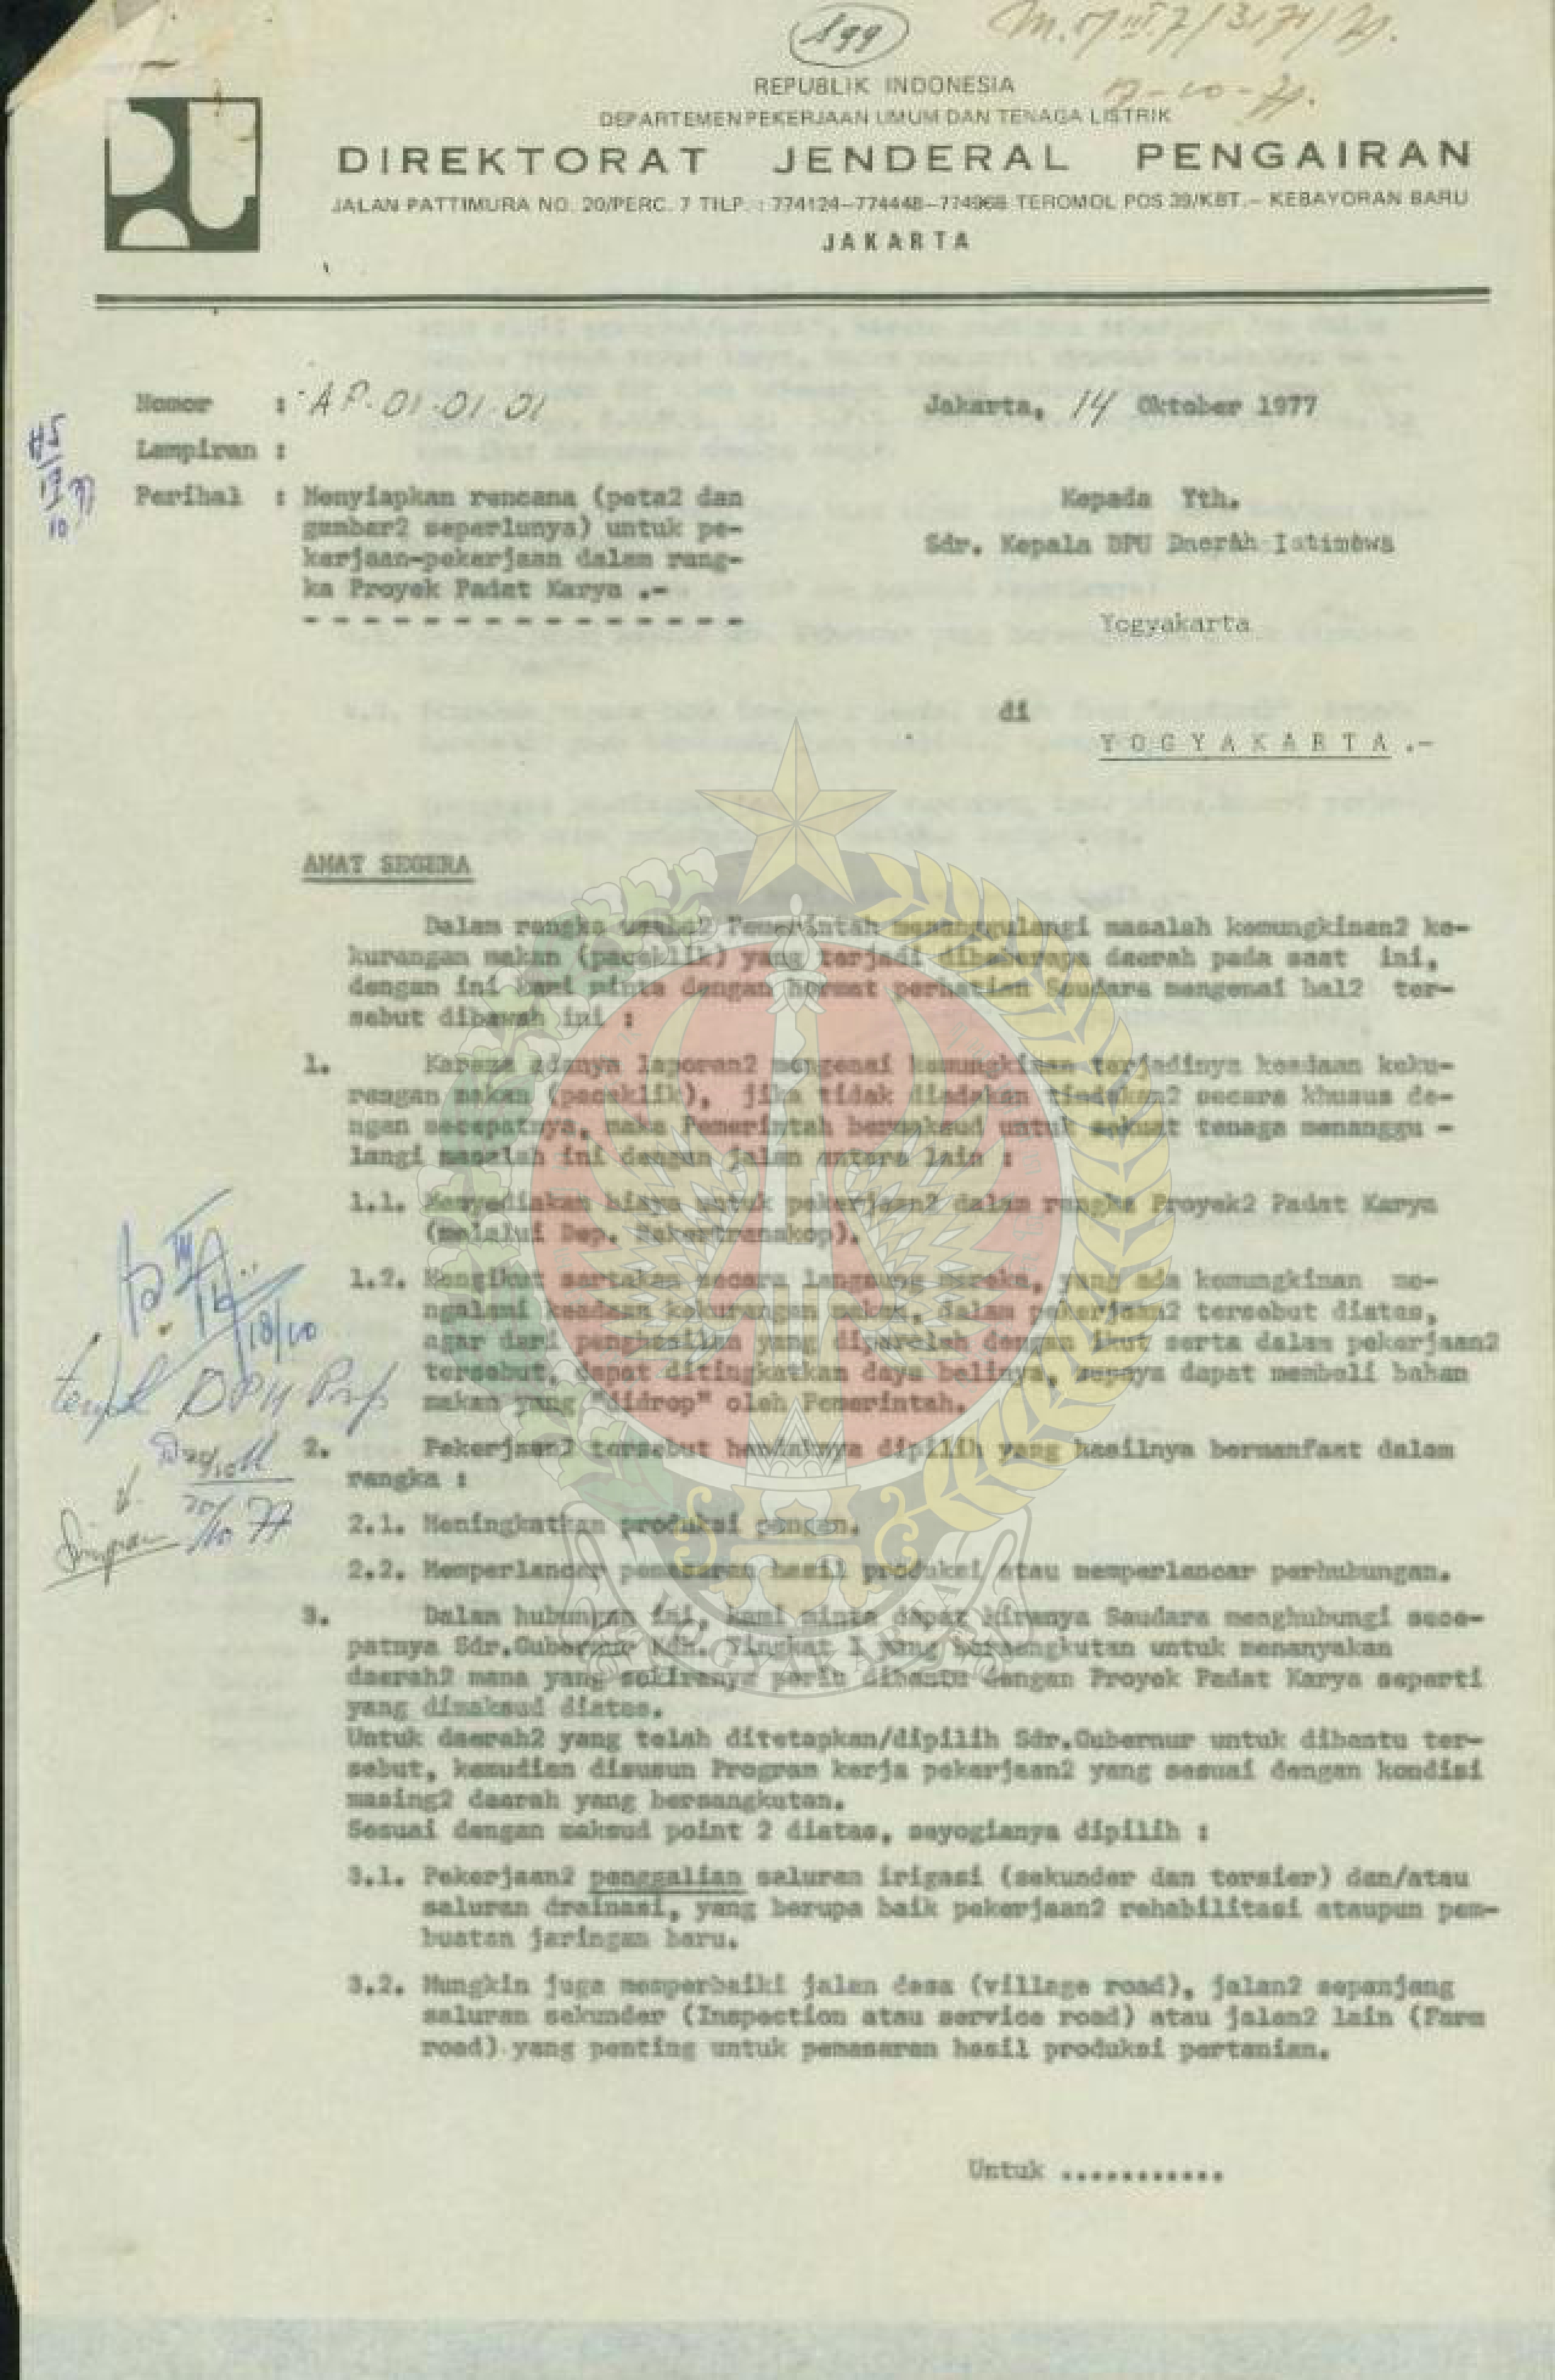 199
REPUBLIK INDONESIA
17-10-77.
DEPARTEMEN PEKERJAAN UMUM DAN TENAGA LISTRIK
DIREKTORAT JENDERAL PENGAIRAN
JALAN PATTIMURA NO. 20/PERC. 7 TILP. : 774124-774448-774968 TEROMOL POS 39/KBT.- KEBAYORAN BARU
JAKARTA
Nomor : AP.01.01.01
Jakarta, 14 Oktober 1977
Lampiran :
Perihal : Menyiapkan rencana (peta2 dan
gambar2 seperlunya) untuk pe-
kerjaan-pekerjaan dalam rang-
ka Proyek Padat Karya .-
Kepada Yth.
Sdr. Kepala DPU Daerah Istimewa
Yogyakarta
di
YOGYAKARTA.-
AMAT SEGERA
Dalam rangka usaha2 Pemerintah menanggulangi masalah kemungkinan2 ke-
kurangan makan (paceklik) yang terjadi dibeberapa daerah pada saat ini,
dengan ini kami minta dengan hormat perhatian Saudara mengenai hal2 ter-
sebut dibawah ini :
1. Karena adanya laporan2 mengenai kemungkinan terjadinya keadaan keku-
rangan makan (paceklik), jika tidak diadakan tindakan2 secara khusus de-
ngan secepatnya, maka Pemerintah bermaksud untuk sekuat tenaga menanggu -
langi masalah ini dengan jalan antara lain :
1.1. Menyediakan biaya untuk pekerjaan2 dalam rangka Proyek2 Padat Karya
(melalui Dep. Nakertranskop).
1.2. Mengikut sertakan secara langsung mereka, yang ada kemungkinan me-
ngalami keadaan kekurangan makan, dalam pekerjaan2 tersebut diatas,
agar dari penghasilan yang diperoleh dengan ikut serta dalam pekerjaan2
tersebut, dapat ditingkatkan daya belinya, supaya dapat membeli bahan
makan yang "didrop" oleh Pemerintah.
2. Pekerjaan2 tersebut hendaknya dipilih yang hasilnya bermanfaat dalam
rangka :
2.1. Meningkatkan produksi pangan.
2.2. Memperlancar pemasaran hasil produksi atau memperlancar perhubungan.
3. Dalam hubungan ini, kami minta dapat kiranya Saudara menghubungi sece-
patnya Sdr.Gubernur Kdh. Tingkat I yang bersangkutan untuk menanyakan
daerah2 mana yang sekiranya perlu dibantu dengan Proyek Padat Karya seperti
yang dimaksud diatas.
Untuk daerah2 yang telah ditetapkan/dipilih Sdr.Gubernur untuk dibantu ter-
sebut, kemudian disusun Program kerja pekerjaan2 yang sesuai dengan kondisi
masing2 daerah yang bersangkutan.
Sesuai dengan maksud point 2 diatas, seyogianya dipilih :
3.1. Pekerjaan2 penggalian saluran irigasi (sekunder dan tersier) dan/atau
saluran drainasi, yang berupa baik pekerjaan2 rehabilitasi ataupun pem-
buatan jaringan baru.
3.2. Mungkin juga memperbaiki jalan desa (village road), jalan2 sepanjang
saluran sekunder (Inspection atau service road) atau jalan2 lain (Farm
road) yang penting untuk pemasaran hasil produksi pertanian.
Untuk ...........
18/10
Simpan
YOGYAKARTA